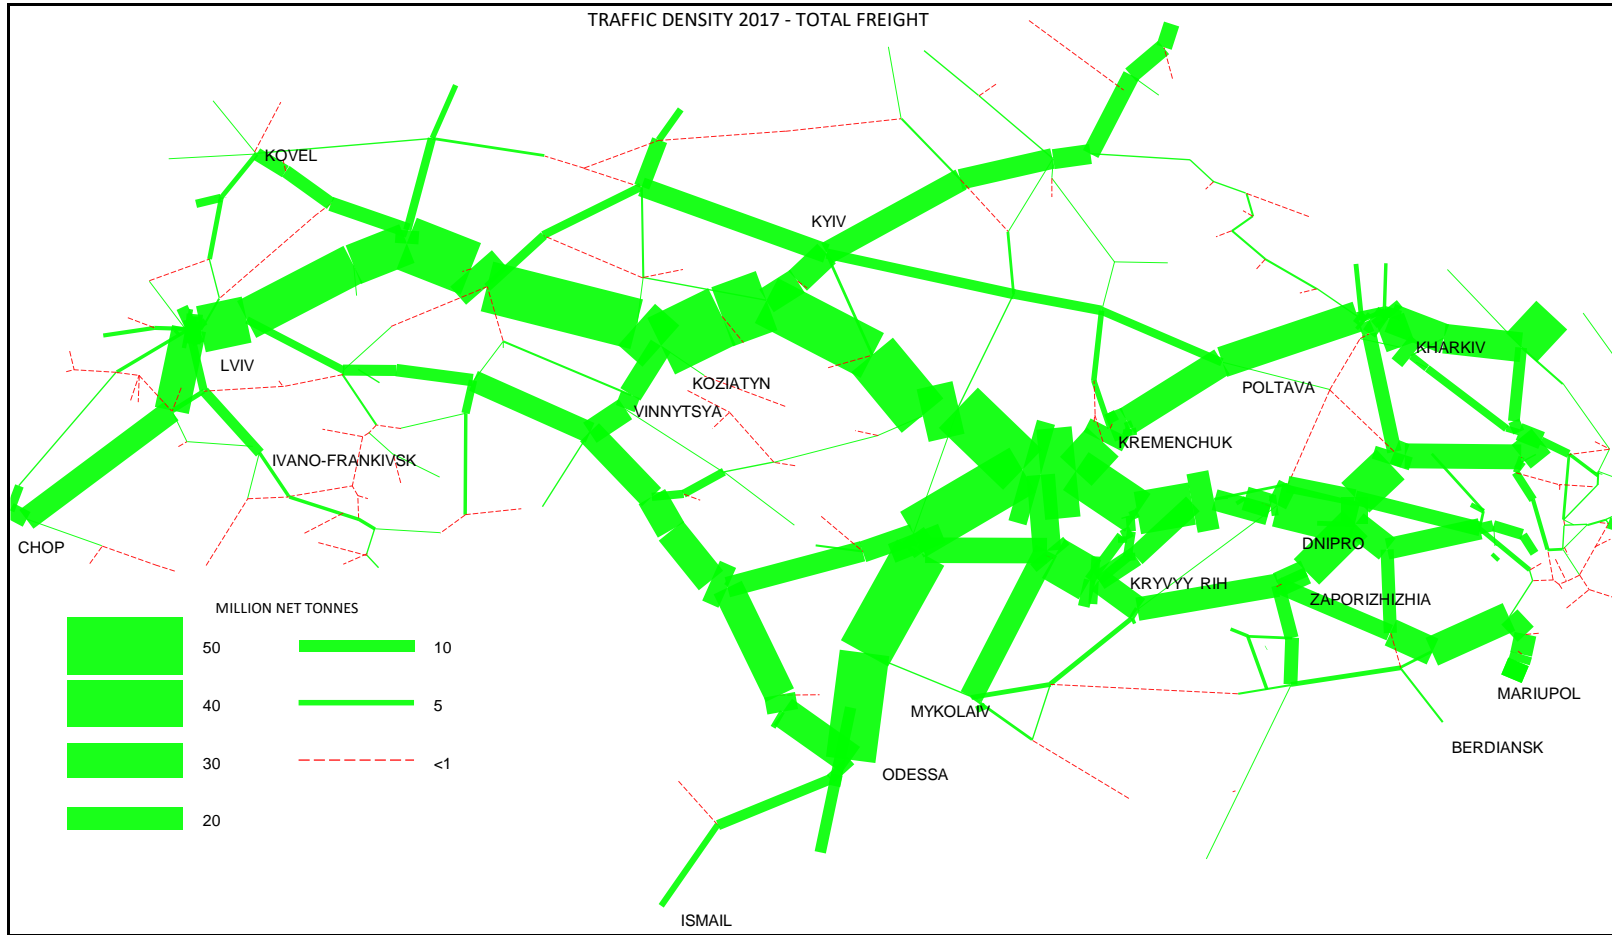 TRAFFIC DENSITY 2017 - TOTAL FREIGHT
KOVEL
KYIV
LVIV
KHARKIV
KOZIATYN
POLTAVA
VINNYTSYA
KREMENCHUK
IVANO-FRANKIVSK
CHOP
DNIPRO
KRYVYY RIH
ZAPORIZHIZHIA
MARIUPOL
MYKOLAIV
BERDIANSK
ODESSA
ISMAIL
MILLION NET TONNES
50
10
40
5
30
<1
20